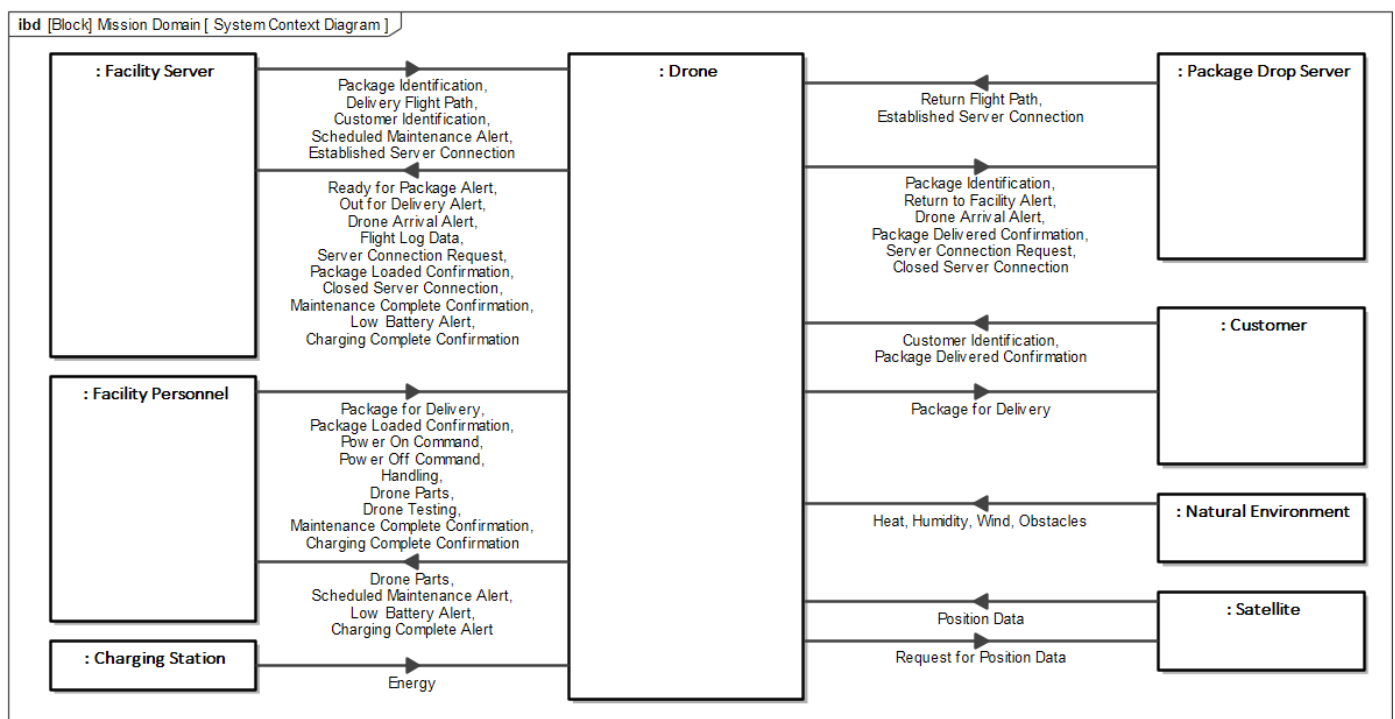 ibd [Block] Mission Domain [ System Context Diagram ]
: Facility Server
Package Identification,
Delivery Flight Path,
Customer Identification,
Scheduled Maintenance Alert,
Established Server Connection
Ready for Package Alert,
Out for Delivery Alert,
Drone Arrival Alert,
Flight Log Data,
Server Connection Request,
Package Loaded Confirmation,
Closed Server Connection,
Maintenance Complete Confirmation,
Low Battery Alert,
Charging Complete Confirmation
: Facility Personnel
Package for Delivery,
Package Loaded Confirmation,
Power On Command,
Power Off Command,
Handling,
Drone Parts,
Drone Testing,
Maintenance Complete Confirmation,
Charging Complete Confirmation
Drone Parts,
Scheduled Maintenance Alert,
Low Battery Alert,
Charging Complete Alert
: Charging Station
Energy
: Drone
: Package Drop Server
Return Flight Path,
Established Server Connection
Package Identification,
Return to Facility Alert,
Drone Arrival Alert,
Package Delivered Confirmation,
Server Connection Request,
Closed Server Connection
: Customer
Customer Identification,
Package Delivered Confirmation
Package for Delivery
: Natural Environment
Heat, Humidity, Wind, Obstacles
: Satellite
Position Data
Request for Position Data